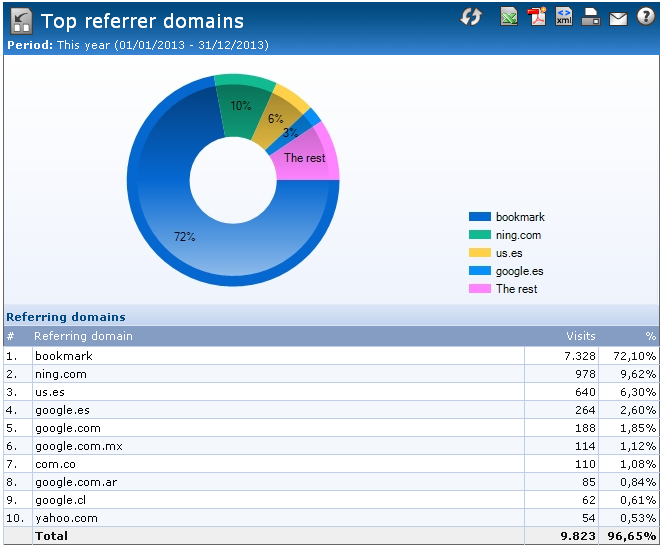 Top referrer domains
Period: This year (01/01/2013 - 31/12/2013)
xml
?
10%
6%
3%
The rest
72%
bookmark
ning.com
us.es
google.es
The rest
Referring domains
# Referring domain Visits %
1. bookmark 7.328 72,10%
2. ning.com 978 9,62%
3. us.es 640 6,30%
4. google.es 264 2,60%
5. google.com 188 1,85%
6. google.com.mx 114 1,12%
7. com.co 110 1,08%
8. google.com.ar 85 0,84%
9. google.cl 62 0,61%
10. yahoo.com 54 0,53%
Total 9.823 96,65%